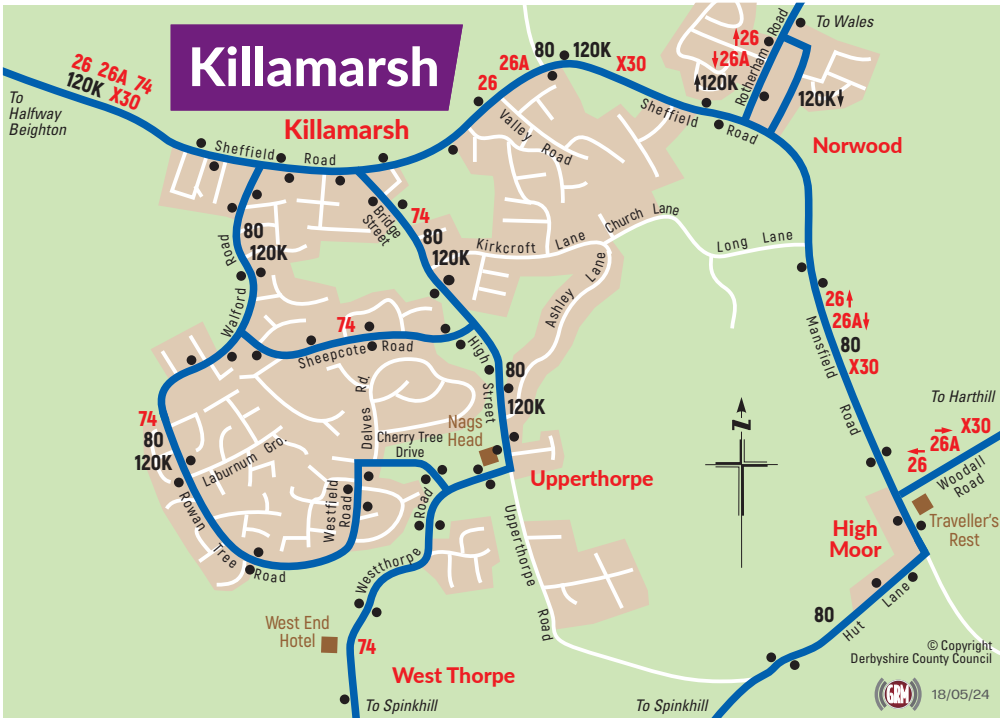 Killamarsh
26 26A 74
120K X30
To
Halfway
Beighton
Killamarsh
Sheffield Road
26
26A
80
120K
X30
Valley Road
Sheffield
Road
↑26
↓26A
↑120K
Rotherham Road
To Wales
120K↓
Norwood
Bridge
Street
74
80
120K
Kirkcroft Lane
Church Lane
Long Lane
Ashley Lane
80
120K
Walford Road
74
Sheepcote Road
High Street
80
120K
26↑
26A↓
80
X30
Mansfield Road
To Harthill
X30
26A →
← 26
Woodall
Road
Traveller's
Rest
High
Moor
74
80
120K
Laburnum Gro.
Delves Rd.
Cherry Tree
Drive
Nags
Head
Upperthorpe
Rowan Tree Road
Westfield
Road
Westthorpe Road
Upperthorpe Road
N
West End
Hotel
74
West Thorpe
To Spinkhill
80
Hut Lane
To Spinkhill
© Copyright
Derbyshire County Council
GRM
18/05/24